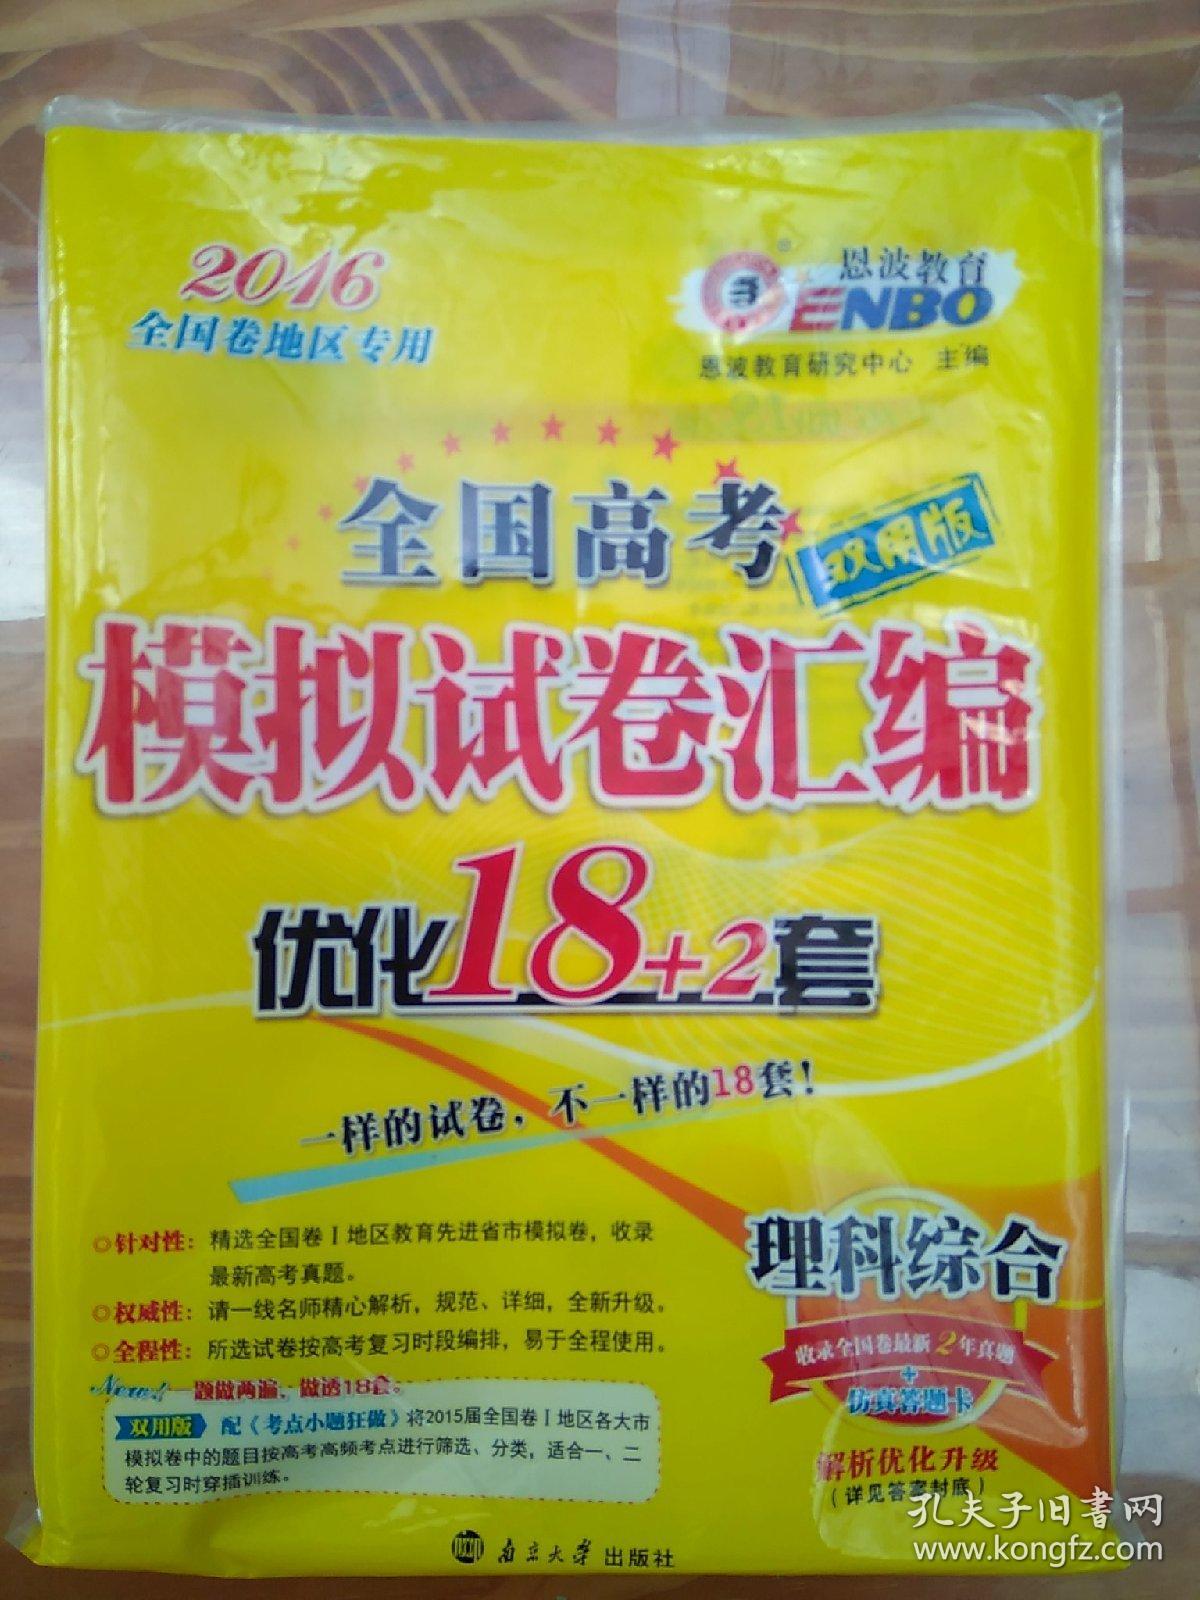 2016
全国卷地区专用
恩波教育
ENBO
恩波教育研究中心 主编
全国高考
双用版
模拟试卷汇编
优化18+2套
一样的试卷，不一样的18套！
◎针对性：精选全国卷Ⅰ地区教育先进省市模拟卷，收录
最新高考真题。
◎权威性：请一线名师精心解析，规范、详细，全新升级。
◎全程性：所选试卷按高考复习时段编排，易于全程使用。
New! 一题做两遍、做透18套。
双用版 配《考点小题狂做》将2015届全国卷Ⅰ地区各大市
模拟卷中的题目按高考高频考点进行筛选、分类，适合一、二
轮复习时穿插训练。
理科综合
收录全国卷最新2年真题
+
仿真答题卡
解析优化升级
（详见答案封底）
南京大学出版社
孔夫子旧书网
www.kongfz.com